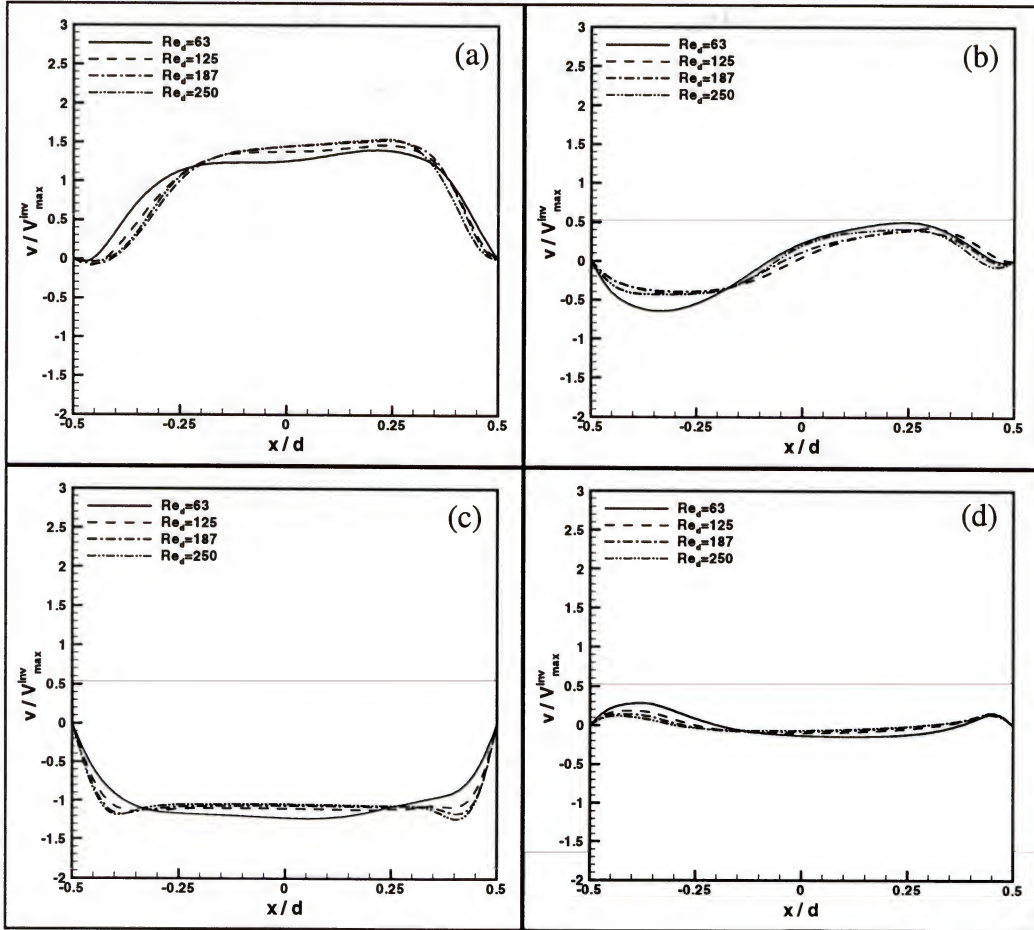 (a)
Re_d=63
Re_d=125
Re_d=187
Re_d=250
3
2.5
2
1.5
1
0.5
0
-0.5
-1
-1.5
-2
-0.5 -0.25 0 0.25 0.5
v / V^inv_max
x / d
(b)
Re_d=63
Re_d=125
Re_d=187
Re_d=250
3
2.5
2
1.5
1
0.5
0
-0.5
-1
-1.5
-2
-0.5 -0.25 0 0.25 0.5
v / V^inv_max
x / d
(c)
Re_d=63
Re_d=125
Re_d=187
Re_d=250
3
2.5
2
1.5
1
0.5
0
-0.5
-1
-1.5
-2
-0.5 -0.25 0 0.25 0.5
v / V^inv_max
x / d
(d)
Re_d=63
Re_d=125
Re_d=187
Re_d=250
3
2.5
2
1.5
1
0.5
0
-0.5
-1
-1.5
-2
-0.5 -0.25 0 0.25 0.5
v / V^inv_max
x / d